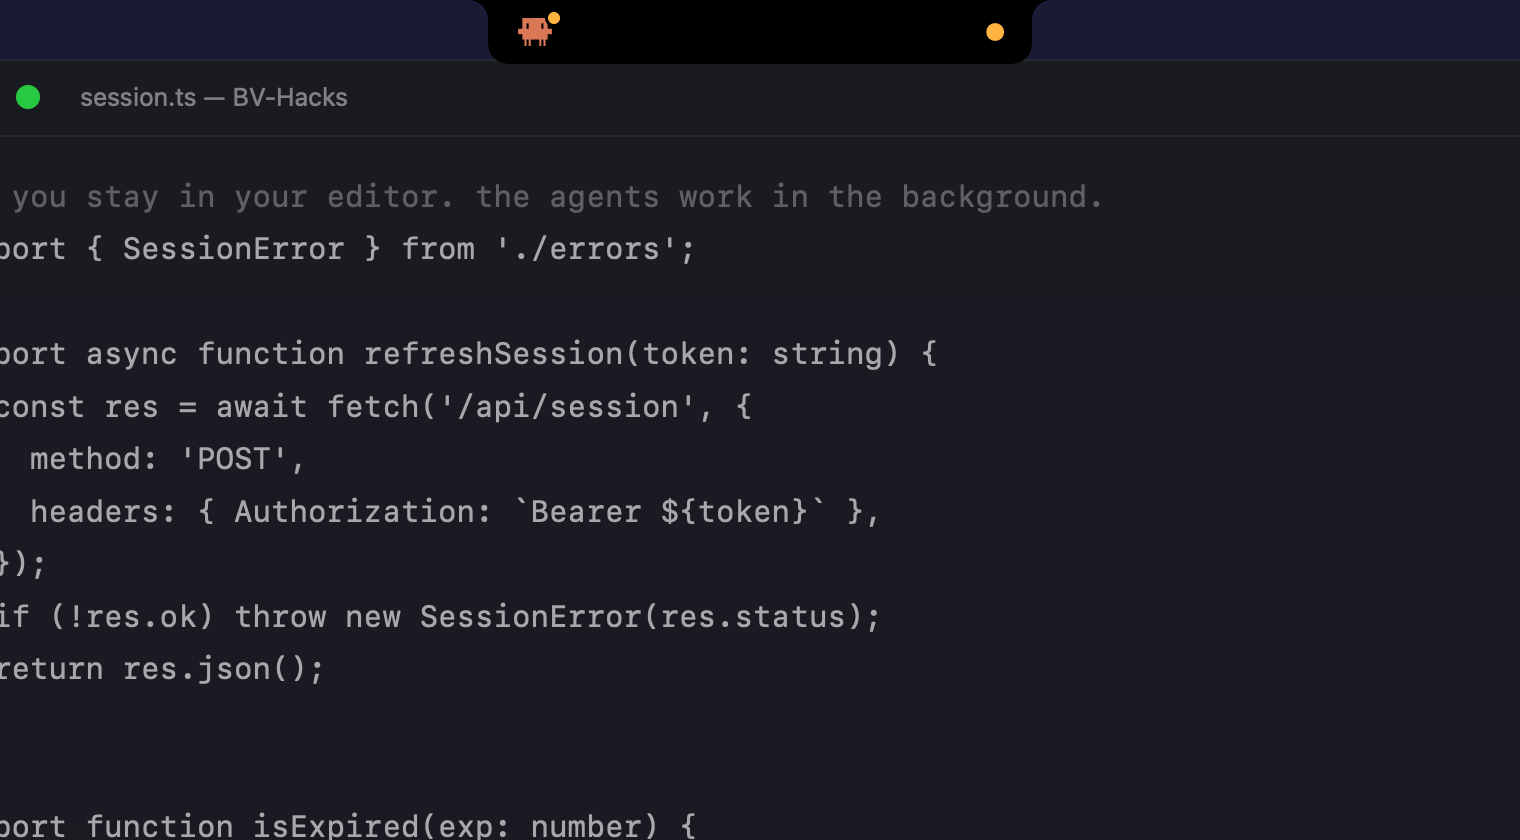 session.ts — BV-Hacks
you stay in your editor. the agents work in the background.
port { SessionError } from './errors';
port async function refreshSession(token: string) {
const res = await fetch('/api/session', {
method: 'POST',
headers: { Authorization: `Bearer ${token}` },
});
if (!res.ok) throw new SessionError(res.status);
return res.json();
port function isExpired(exp: number) {